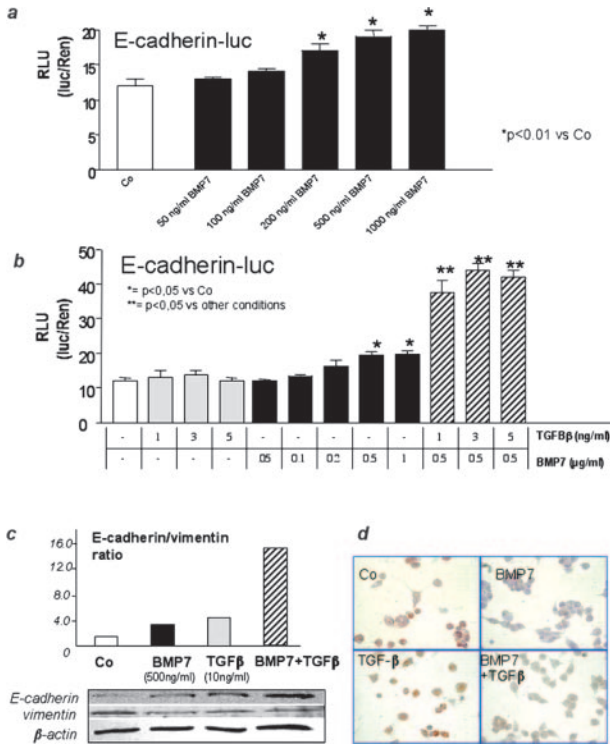 a
E-cadherin-luc
RLU
(luc/Ren)
20
15
10
5
0
*
*
*
*p<0.01 vs Co
Co
50 ng/ml BMP7
100 ng/ml BMP7
200 ng/ml BMP7
500 ng/ml BMP7
1000 ng/ml BMP7
b
E-cadherin-luc
*= p<0,05 vs Co
**= p<0,05 vs other conditions
RLU
(luc/Ren)
50
40
30
20
10
0
* * ** ** **
- 1 3 5 - - - - - 1 3 5 TGFBβ (ng/ml)
- - - - 05 0.1 02 0.5 1 0.5 0.5 0.5 BMP7 (µg/ml)
c
E-cadherin/vimentin
ratio
16.0
12.0
8.0
4.0
0
Co BMP7 TGFβ BMP7+TGFβ
(500ng/ml) (10ng/ml)
E-cadherin
vimentin
β-actin
d
Co BMP7
TGF-β BMP7
+TGFβ